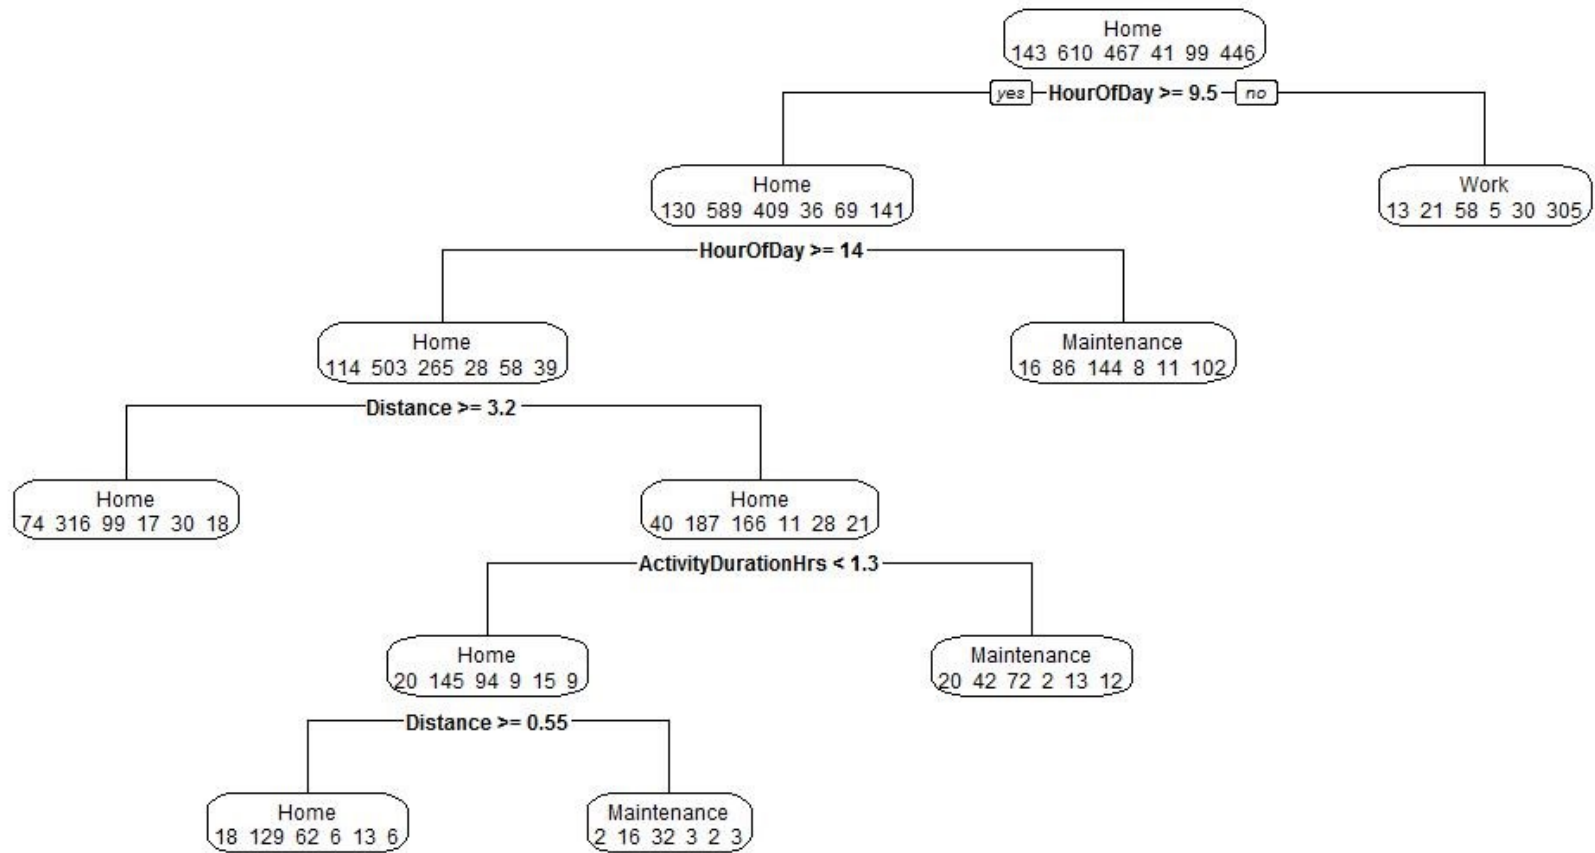 Home
143 610 467 41 99 446
yes HourOfDay >= 9.5 no
Home
130 589 409 36 69 141
Work
13 21 58 5 30 305
HourOfDay >= 14
Home
114 503 265 28 58 39
Maintenance
16 86 144 8 11 102
Distance >= 3.2
Home
74 316 99 17 30 18
Home
40 187 166 11 28 21
ActivityDurationHrs < 1.3
Home
20 145 94 9 15 9
Maintenance
20 42 72 2 13 12
Distance >= 0.55
Home
18 129 62 6 13 6
Maintenance
2 16 32 3 2 3